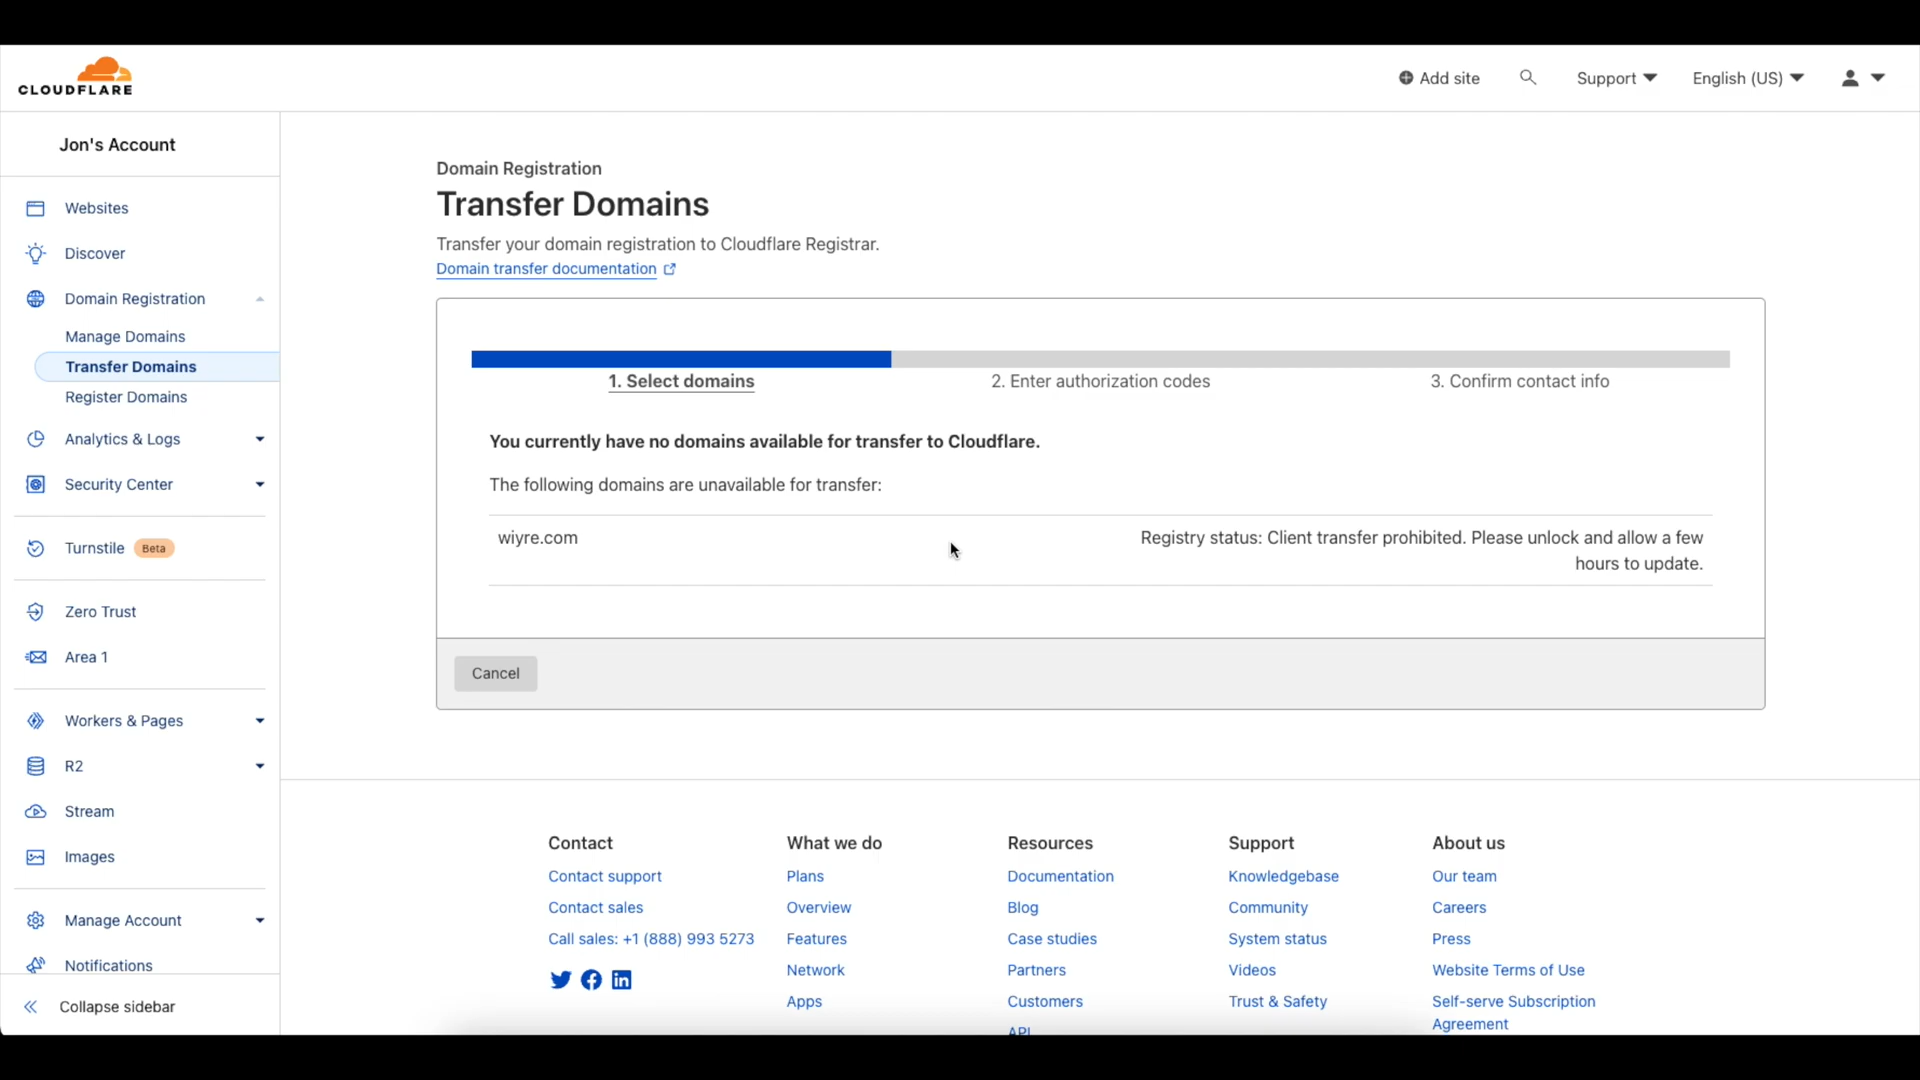 CLOUDFLARE
Add site
Support
English (US)
Jon's Account
Websites
Discover
Domain Registration
Manage Domains
Transfer Domains
Register Domains
Analytics & Logs
Security Center
Turnstile Beta
Zero Trust
Area 1
Workers & Pages
R2
Stream
Images
Manage Account
Notifications
Collapse sidebar
Domain Registration
Transfer Domains
Transfer your domain registration to Cloudflare Registrar.
Domain transfer documentation
1. Select domains
2. Enter authorization codes
3. Confirm contact info
You currently have no domains available for transfer to Cloudflare.
The following domains are unavailable for transfer:
wiyre.com
Registry status: Client transfer prohibited. Please unlock and allow a few
hours to update.
Cancel
Contact
Contact support
Contact sales
Call sales: +1 (888) 993 5273
What we do
Plans
Overview
Features
Network
Apps
Resources
Documentation
Blog
Case studies
Partners
Customers
API
Support
Knowledgebase
Community
System status
Videos
Trust & Safety
About us
Our team
Careers
Press
Website Terms of Use
Self-serve Subscription
Agreement